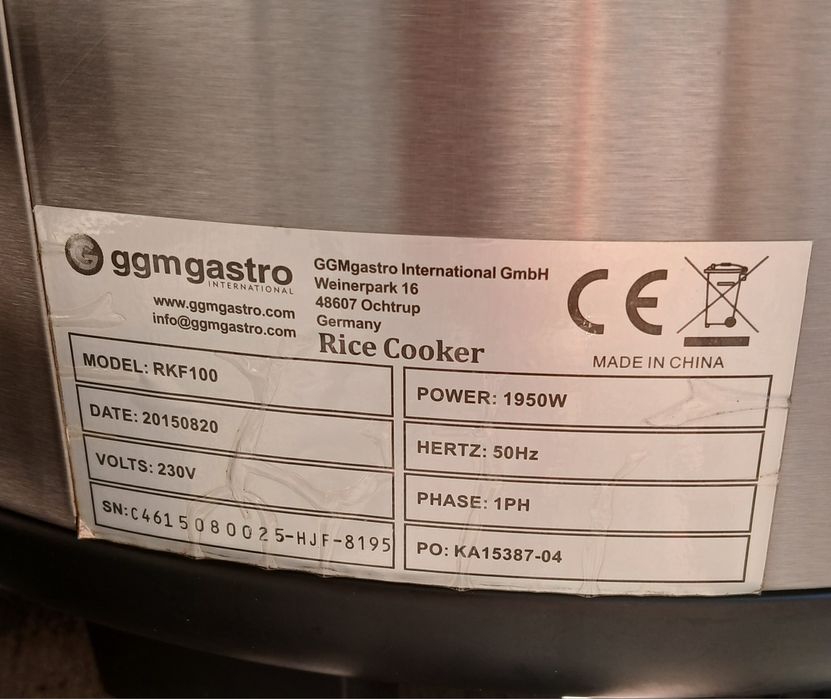 G ggmgastro
INTERNATIONAL
www.ggmgastro.com
info@ggmgastro.com
GGMgastro International GmbH
Weinerpark 16
48607 Ochtrup
Germany
Rice Cooker
CE
MADE IN CHINA
MODEL: RKF100
DATE: 20150820
VOLTS: 230V
SN:C4615080025-HJF-8195
POWER: 1950W
HERTZ: 50Hz
PHASE: 1PH
PO: KA15387-04